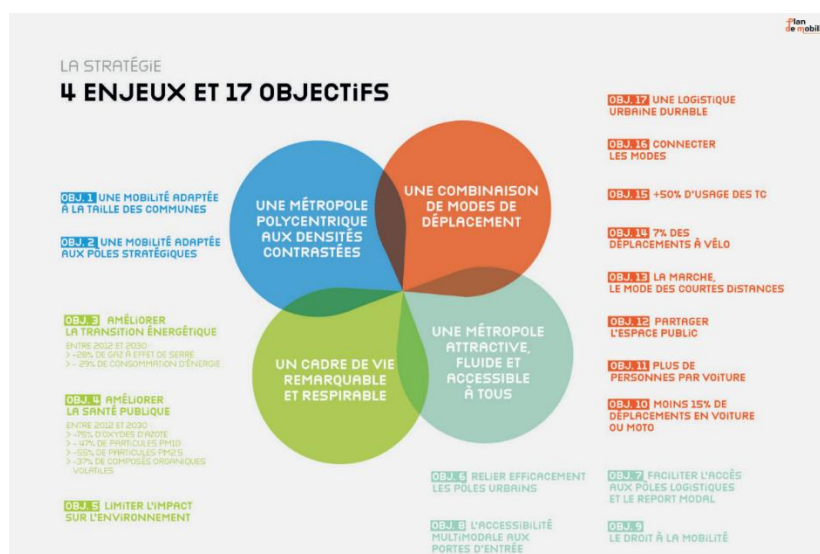 Plan
de mobili
LA STRATÉGIE
4 ENJEUX ET 17 OBJECTIFS
UNE MÉTROPOLE
POLYCENTRIQUE
AUX DENSITÉS
CONTRASTÉES
UNE COMBINAISON
DE MODES DE
DÉPLACEMENT
UN CADRE DE VIE
REMARQUABLE
ET RESPIRABLE
UNE MÉTROPOLE
ATTRACTIVE,
FLUIDE ET
ACCESSIBLE
À TOUS
OBJ. 1 UNE MOBILITÉ ADAPTÉE
À LA TAILLE DES COMMUNES
OBJ. 2 UNE MOBILITÉ ADAPTÉE
AUX PÔLES STRATÉGIQUES
OBJ. 3 AMÉLIORER
LA TRANSITION ÉNERGÉTIQUE
ENTRE 2012 ET 2030
> -28% DE GAZ À EFFET DE SERRE
> - 29% DE CONSOMMATION D'ÉNERGIE
OBJ. 4 AMÉLIORER
LA SANTÉ PUBLIQUE
ENTRE 2012 ET 2030
> -75% D'OXYDES D'AZOTE
> - 47% DE PARTICULES PM10
> -55% DE PARTICULES PM2.5
> -37% DE COMPOSÉS ORGANIQUES
VOLATILES
OBJ. 5 LIMITER L'IMPACT
SUR L'ENVIRONNEMENT
OBJ. 6 RELIER EFFICACEMENT
LES PÔLES URBAINS
OBJ. 8 L'ACCESSIBILITÉ
MULTIMODALE AUX
PORTES D'ENTRÉE
OBJ. 7 FACILITER L'ACCÈS
AUX PÔLES LOGISTIQUES
ET LE REPORT MODAL
OBJ. 9
LE DROIT À LA MOBILITÉ
OBJ. 17 UNE LOGISTIQUE
URBAINE DURABLE
OBJ. 16 CONNECTER
LES MODES
OBJ. 15 +50% D'USAGE DES TC
OBJ. 14 7% DES
DÉPLACEMENTS À VÉLO
OBJ. 13 LA MARCHE,
LE MODE DES COURTES DISTANCES
OBJ. 12 PARTAGER
L'ESPACE PUBLIC
OBJ. 11 PLUS DE
PERSONNES PAR VOITURE
OBJ. 10 MOINS 15% DE
DÉPLACEMENTS EN VOITURE
OU MOTO